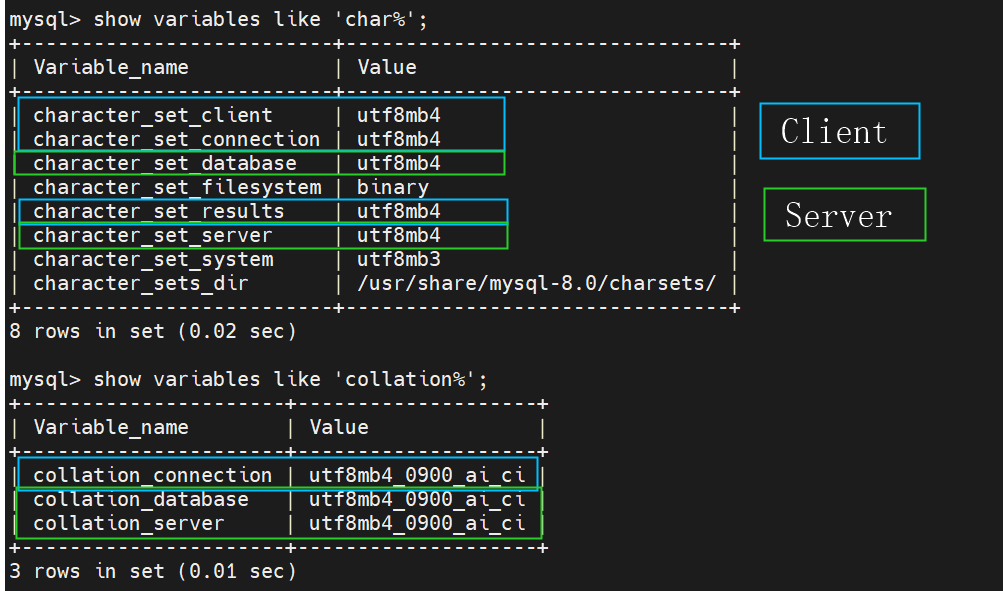 mysql> show variables like 'char%';
+--------------------------+--------------------------------+
| Variable_name            | Value                          |
+--------------------------+--------------------------------+
| character_set_client     | utf8mb4                        |
| character_set_connection | utf8mb4                        |
| character_set_database   | utf8mb4                        |
| character_set_filesystem | binary                         |
| character_set_results    | utf8mb4                        |
| character_set_server     | utf8mb4                        |
| character_set_system     | utf8mb3                        |
| character_sets_dir       | /usr/share/mysql-8.0/charsets/ |
+--------------------------+--------------------------------+
8 rows in set (0.02 sec)
Client
Server
mysql> show variables like 'collation%';
+----------------------+--------------------+
| Variable_name        | Value              |
+----------------------+--------------------+
| collation_connection | utf8mb4_0900_ai_ci |
| collation_database   | utf8mb4_0900_ai_ci |
| collation_server     | utf8mb4_0900_ai_ci |
+----------------------+--------------------+
3 rows in set (0.01 sec)